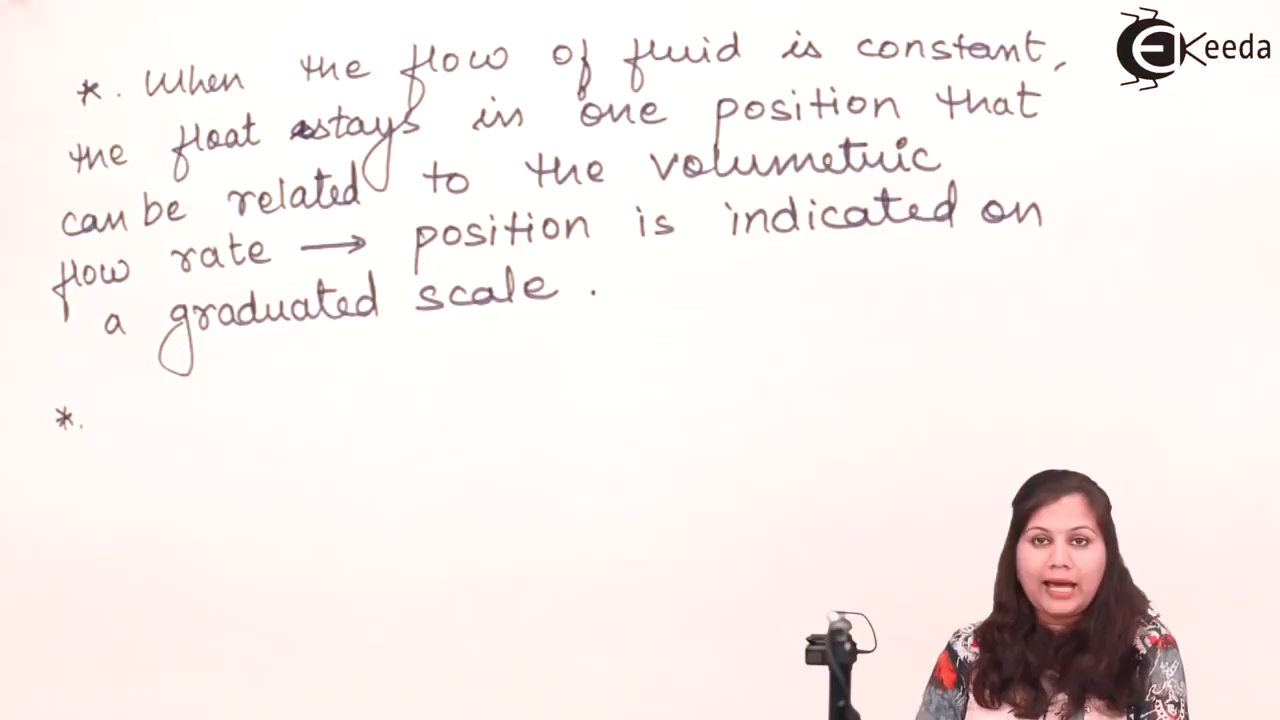 EKeeda
*. When the flow of fluid is constant,
the float stays in one position that
can be related to the volumetric
flow rate → position is indicated on
a graduated scale.
*.